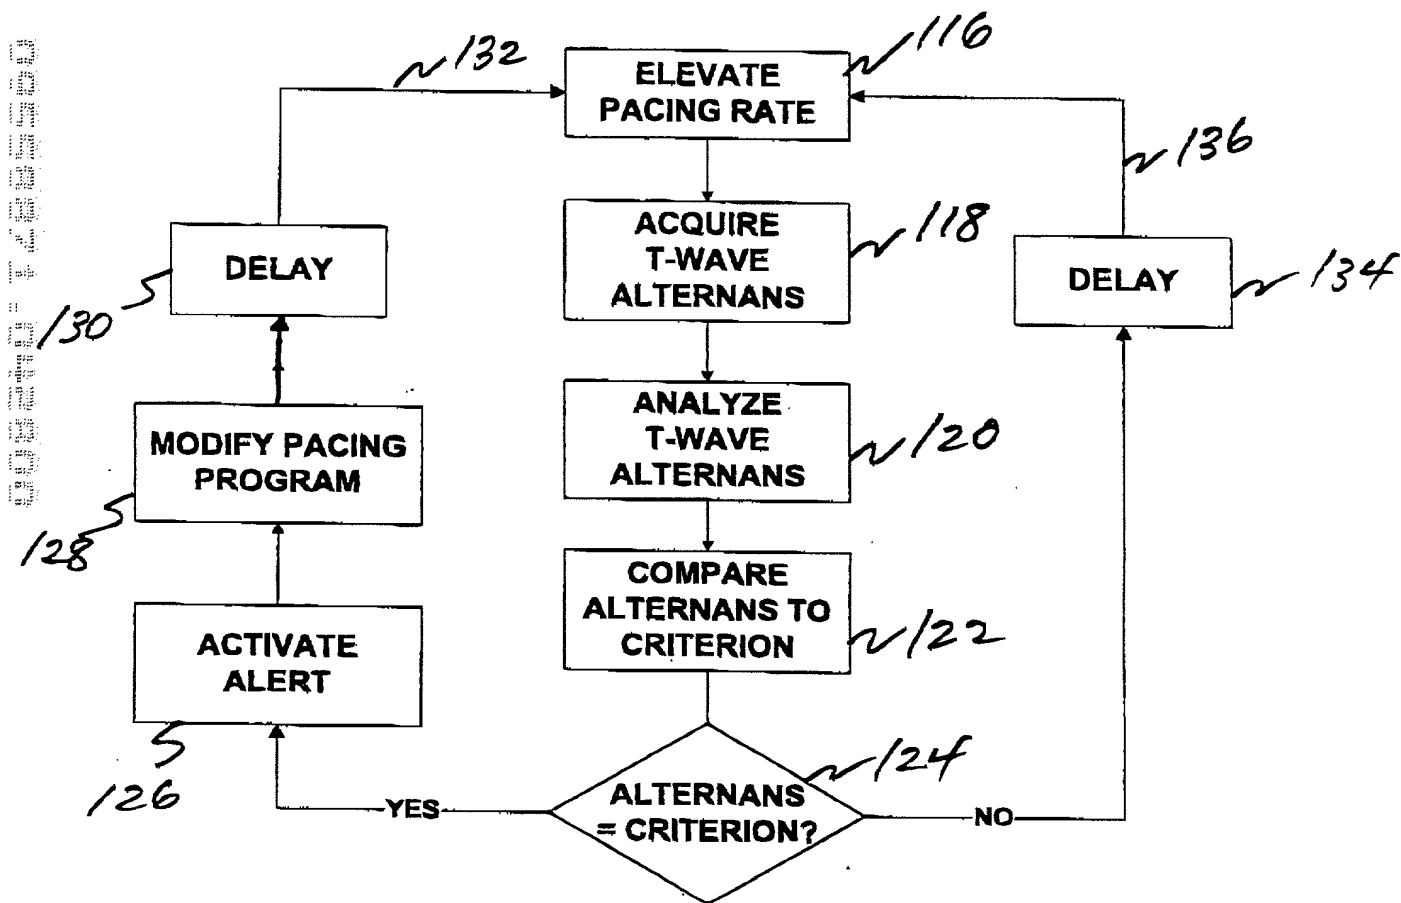 132
116
ELEVATE
PACING RATE
136
ACQUIRE
T-WAVE
ALTERNANS
118
DELAY
130
DELAY
134
ANALYZE
T-WAVE
ALTERNANS
120
MODIFY PACING
PROGRAM
128
COMPARE
ALTERNANS TO
CRITERION
122
ACTIVATE
ALERT
126
124
ALTERNANS
= CRITERION?
YES
NO